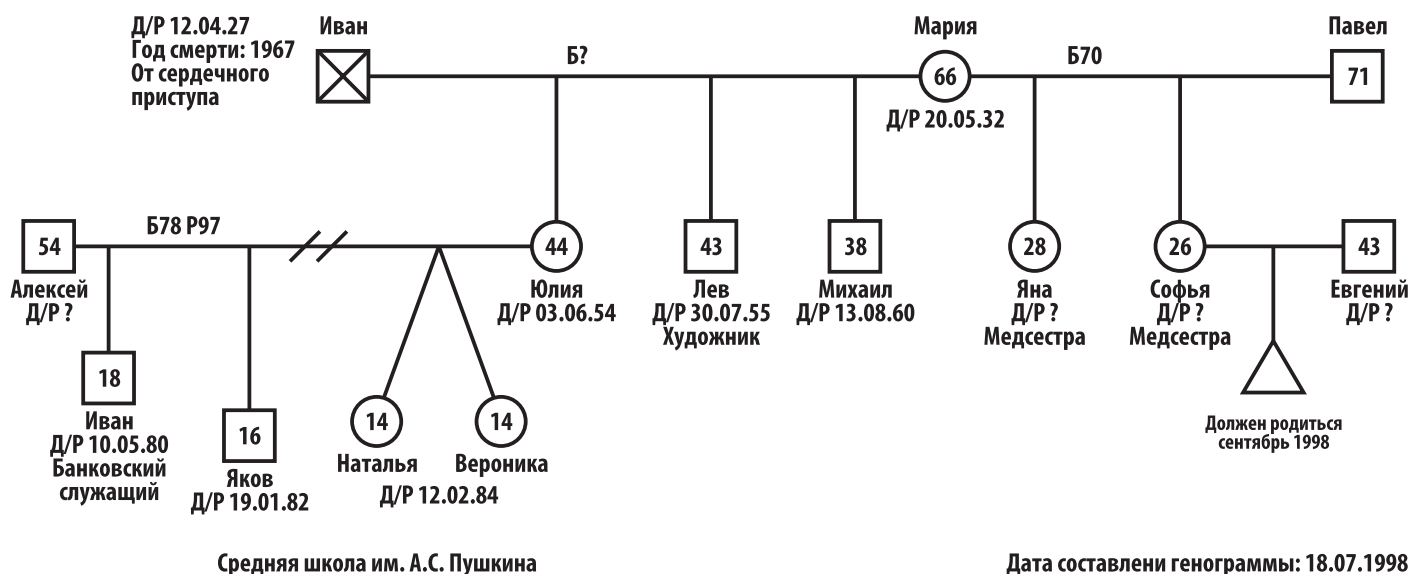 Д/Р 12.04.27
Год смерти: 1967
От сердечного
приступа
Иван
Б?
Мария
66
Д/Р 20.05.32
Б70
Павел
71
54
Алексей
Д/Р ?
Б78 Р97
44
Юлия
Д/Р 03.06.54
43
Лев
Д/Р 30.07.55
Художник
38
Михаил
Д/Р 13.08.60
28
Яна
Д/Р ?
Медсестра
26
Софья
Д/Р ?
Медсестра
43
Евгений
Д/Р ?
18
Иван
Д/Р 10.05.80
Банковский
служащий
16
Яков
Д/Р 19.01.82
14
Наталья
14
Вероника
Д/Р 12.02.84
Должен родиться
сентябрь 1998
Средняя школа им. А.С. Пушкина
Дата составлени генограммы: 18.07.1998